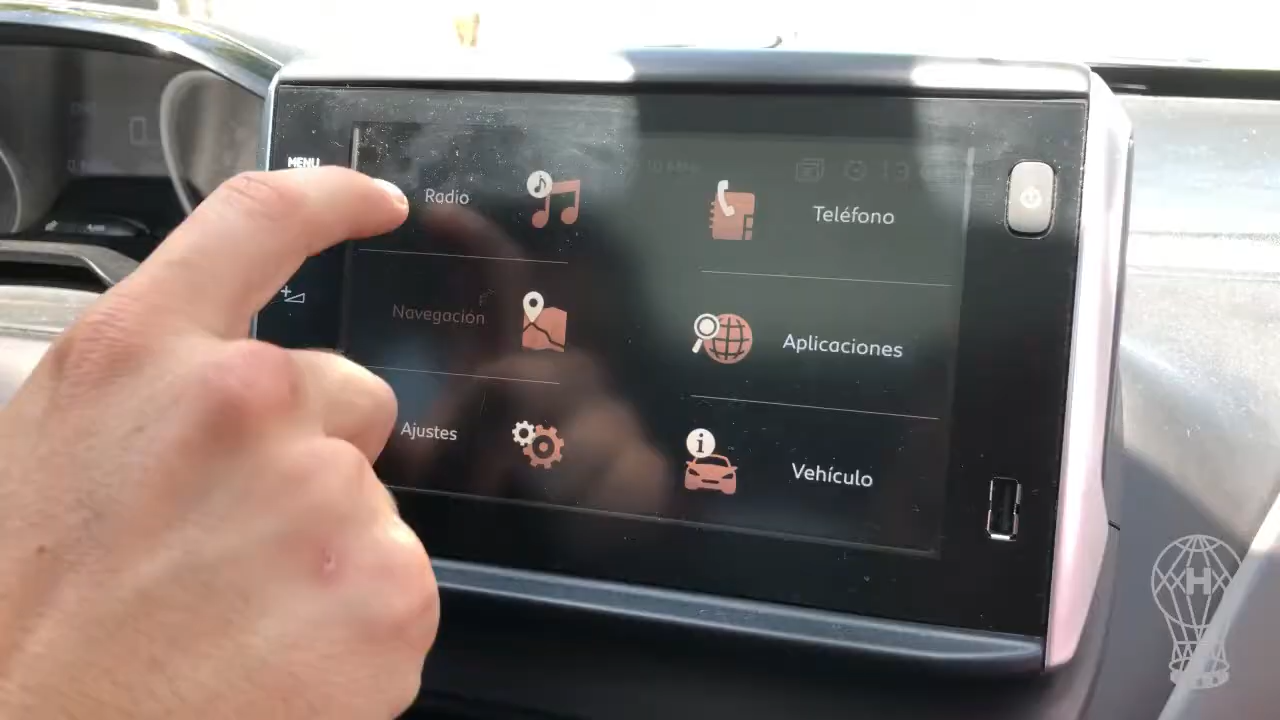 MENU
Radio
Teléfono
Navegación
Aplicaciones
Ajustes
Vehículo
H